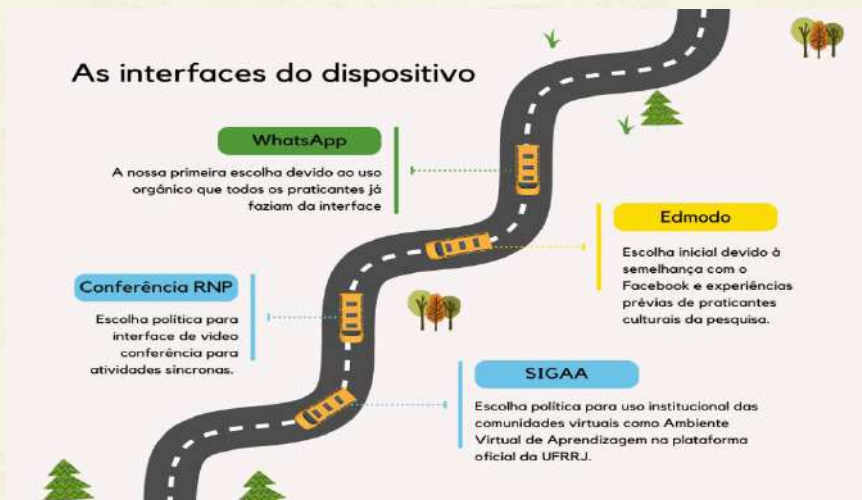 As interfaces do dispositivo
WhatsApp
A nossa primeira escolha devido ao uso
orgânico que todos os praticantes já
faziam da interface
Edmodo
Escolha inicial devido à
semelhança com o
Facebook e experiências
prévias de praticantes
culturais da pesquisa.
Conferência RNP
Escolha política para
interface de video
conferência para
atividades síncronas.
SIGAA
Escolha política para uso institucional das
comunidades virtuais como Ambiente
Virtual de Aprendizagem na plataforma
oficial da UFRRJ.